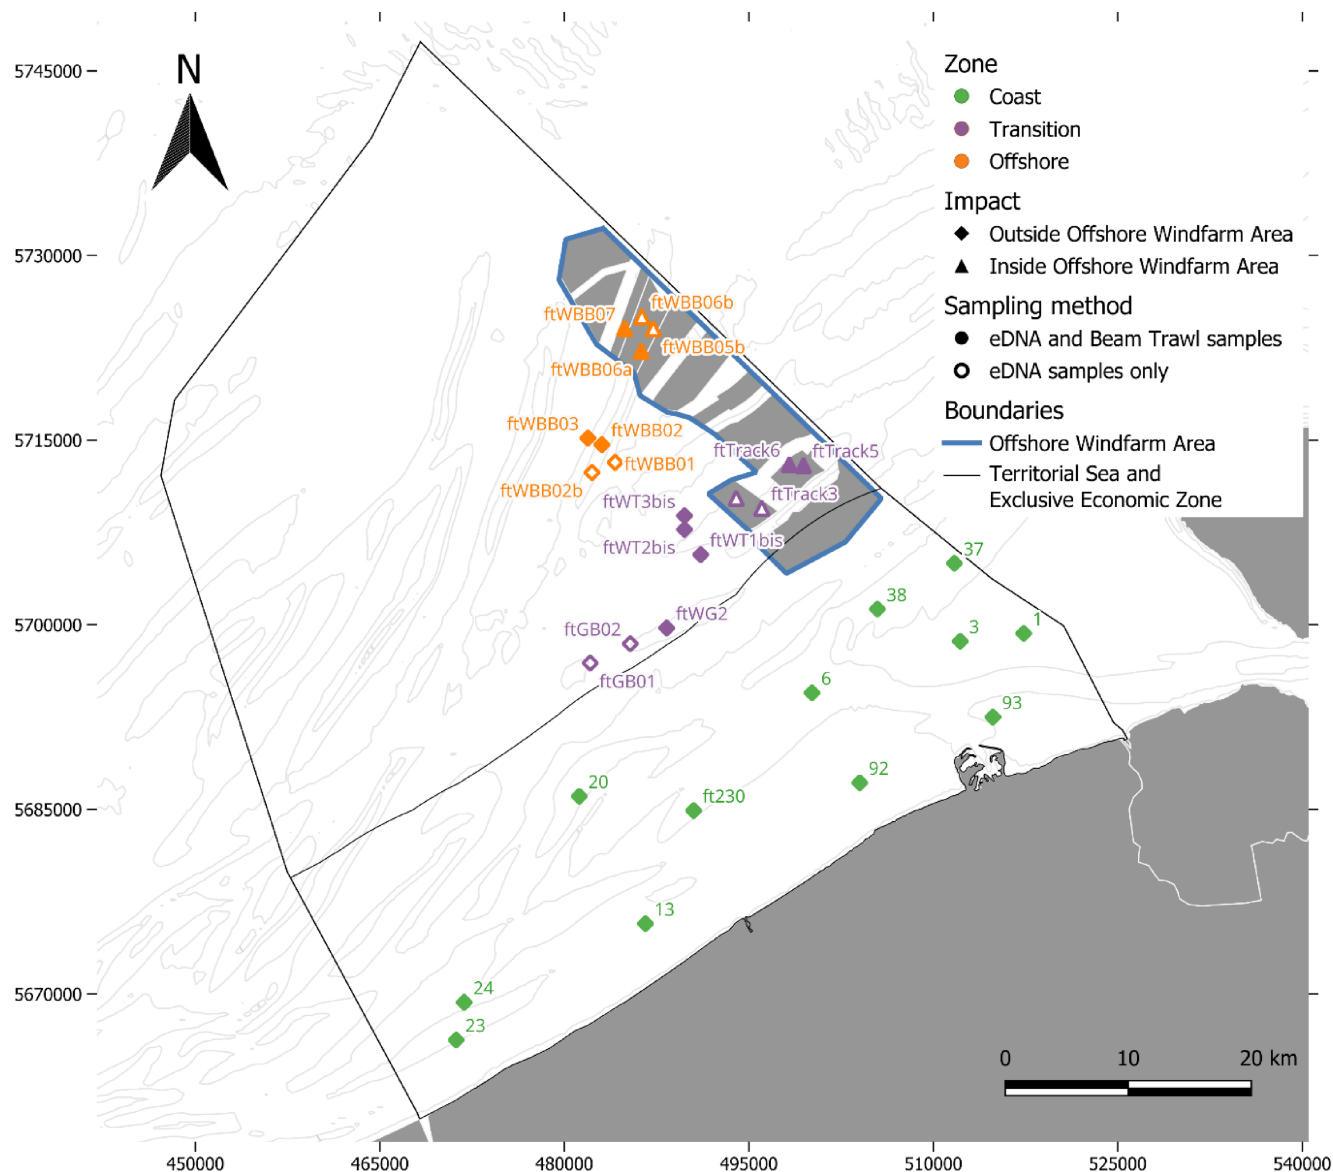 N
Zone
Coast
Transition
Offshore
Impact
Outside Offshore Windfarm Area
Inside Offshore Windfarm Area
Sampling method
eDNA and Beam Trawl samples
eDNA samples only
Boundaries
Offshore Windfarm Area
Territorial Sea and
Exclusive Economic Zone
5745000
5730000
5715000
5700000
5685000
5670000
ftWBB06b
ftWBB07
ftWBB05b
ftWBB06a
ftWBB03
ftWBB02
ftWBB01
ftWBB02b
ftTrack6
ftTrack5
ftTrack3
ftWT3bis
ftWT1bis
ftWT2bis
ftWG2
ftGB02
ftGB01
37
38
3
1
6
93
92
20
ft230
13
24
23
0 10 20 km
450000 465000 480000 495000 510000 525000 540000